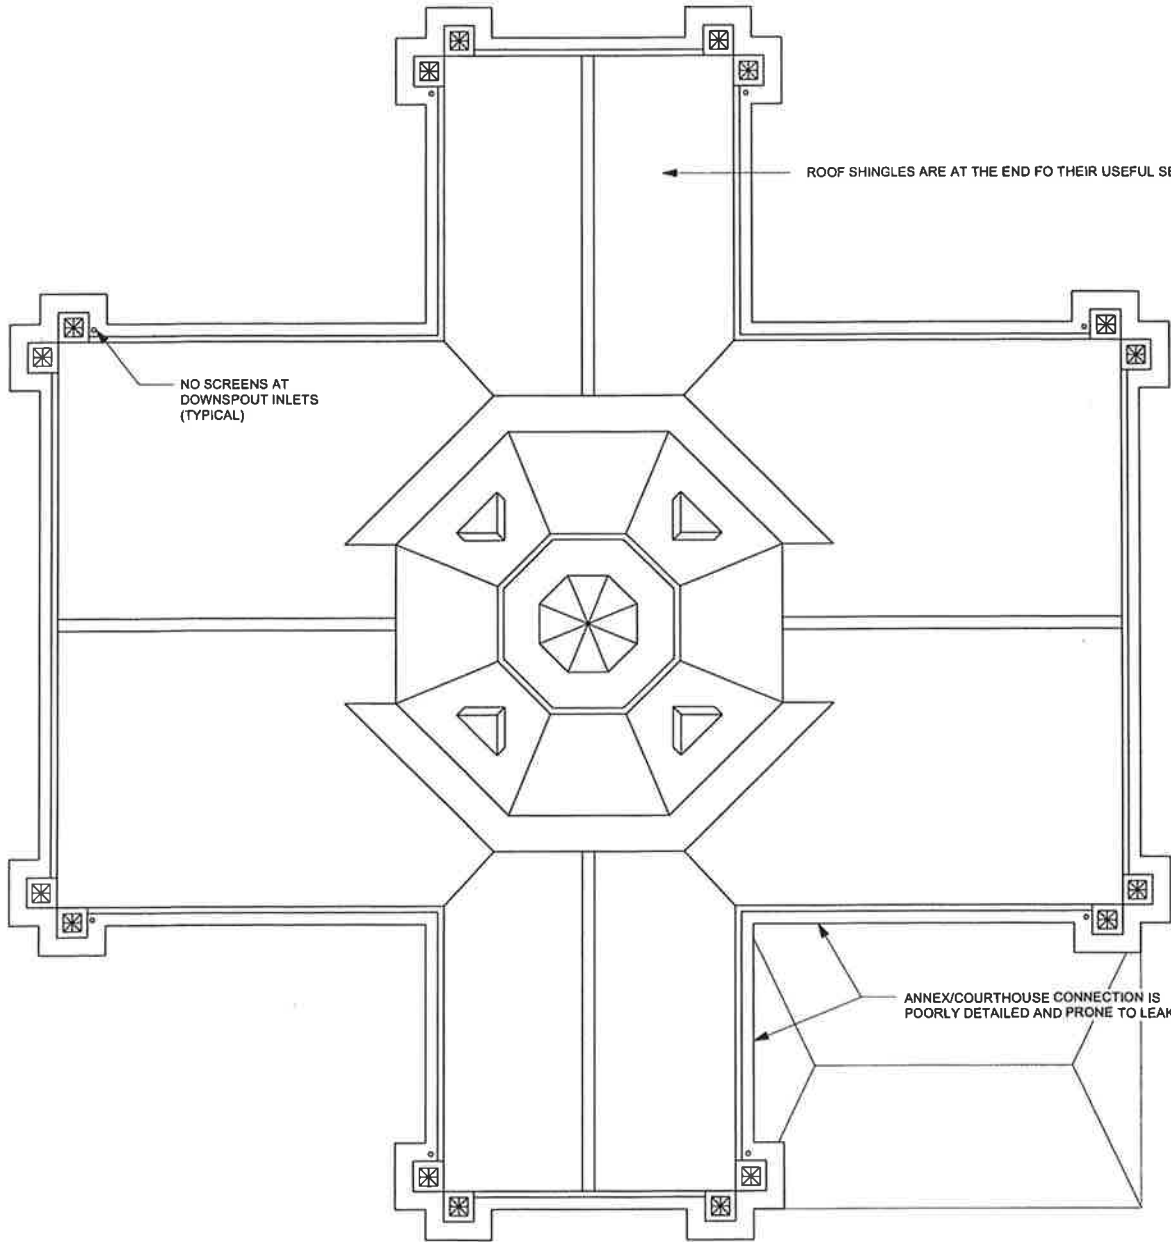 ROOF SHINGLES ARE AT THE END FO THEIR USEFUL
NO SCREENS AT
DOWNSPOUT INLETS
(TYPICAL)
ANNEX/COURTHOUSE CONNECTION IS
POORLY DETAILED AND PRONE TO LEAK